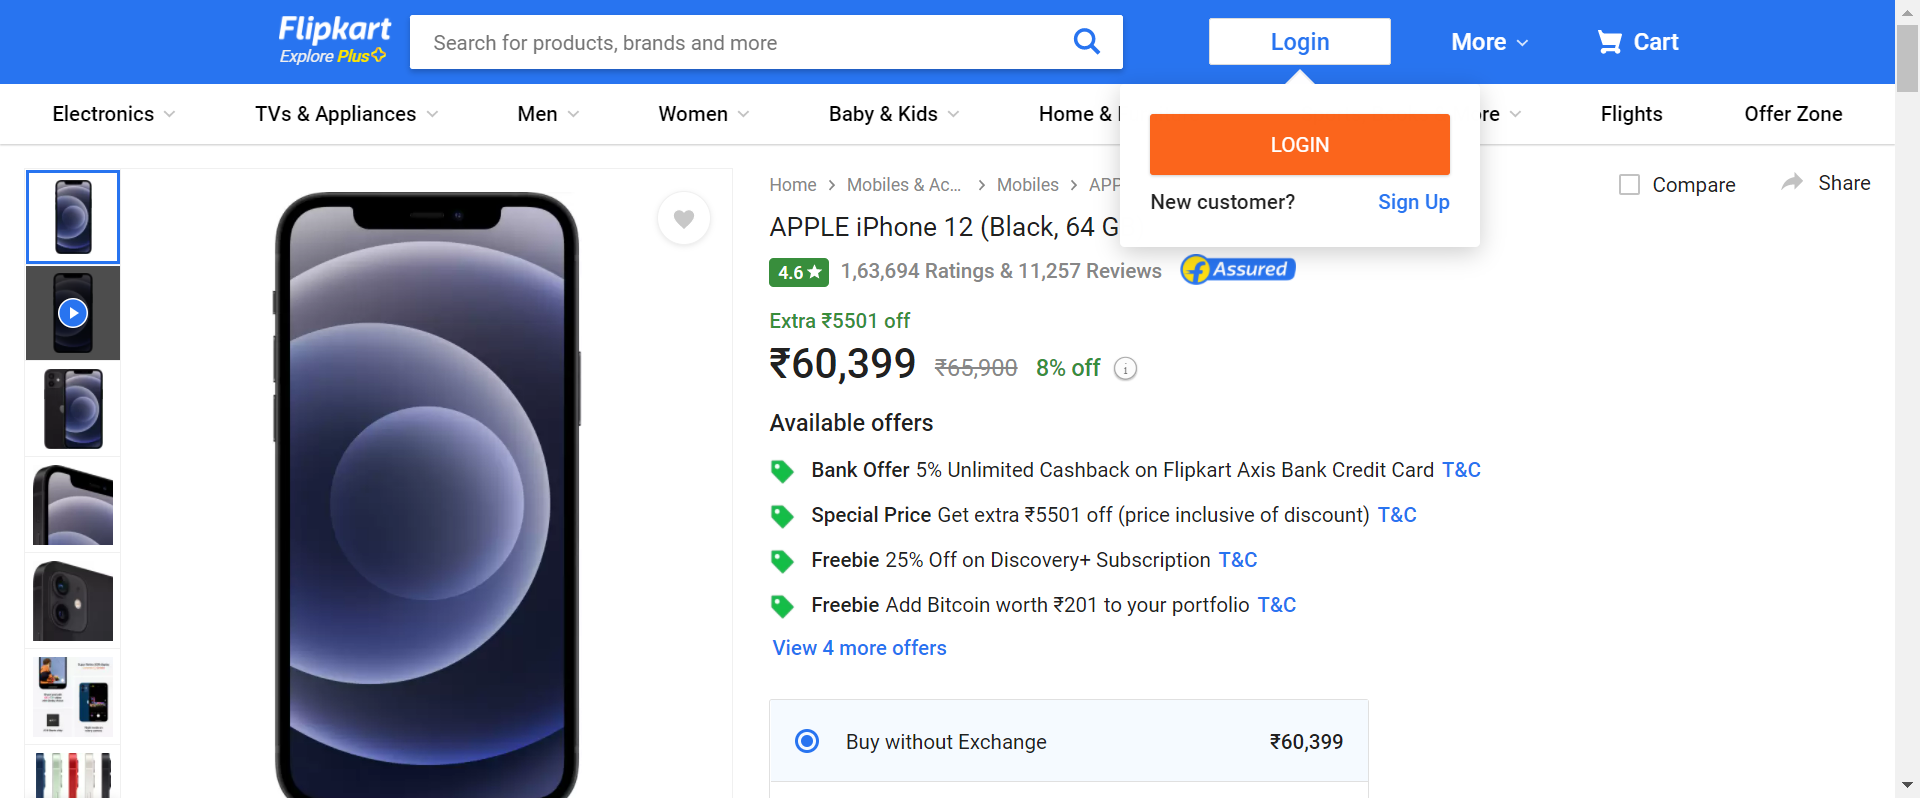 Flipkart
Explore Plus
Search for products, brands and more
Login
More
Cart
Electronics
TVs & Appliances
Men
Women
Baby & Kids
Home &
re
Flights
Offer Zone
LOGIN
New customer?
Sign Up
Home
Mobiles & Ac...
Mobiles
APP
Compare
Share
APPLE iPhone 12 (Black, 64 G
4.6
1,63,694 Ratings & 11,257 Reviews
Assured
Extra ₹5501 off
₹60,399 ₹65,900 8% off
Available offers
Bank Offer 5% Unlimited Cashback on Flipkart Axis Bank Credit Card T&C
Special Price Get extra ₹5501 off (price inclusive of discount) T&C
Freebie 25% Off on Discovery+ Subscription T&C
Freebie Add Bitcoin worth ₹201 to your portfolio T&C
View 4 more offers
Buy without Exchange
₹60,399